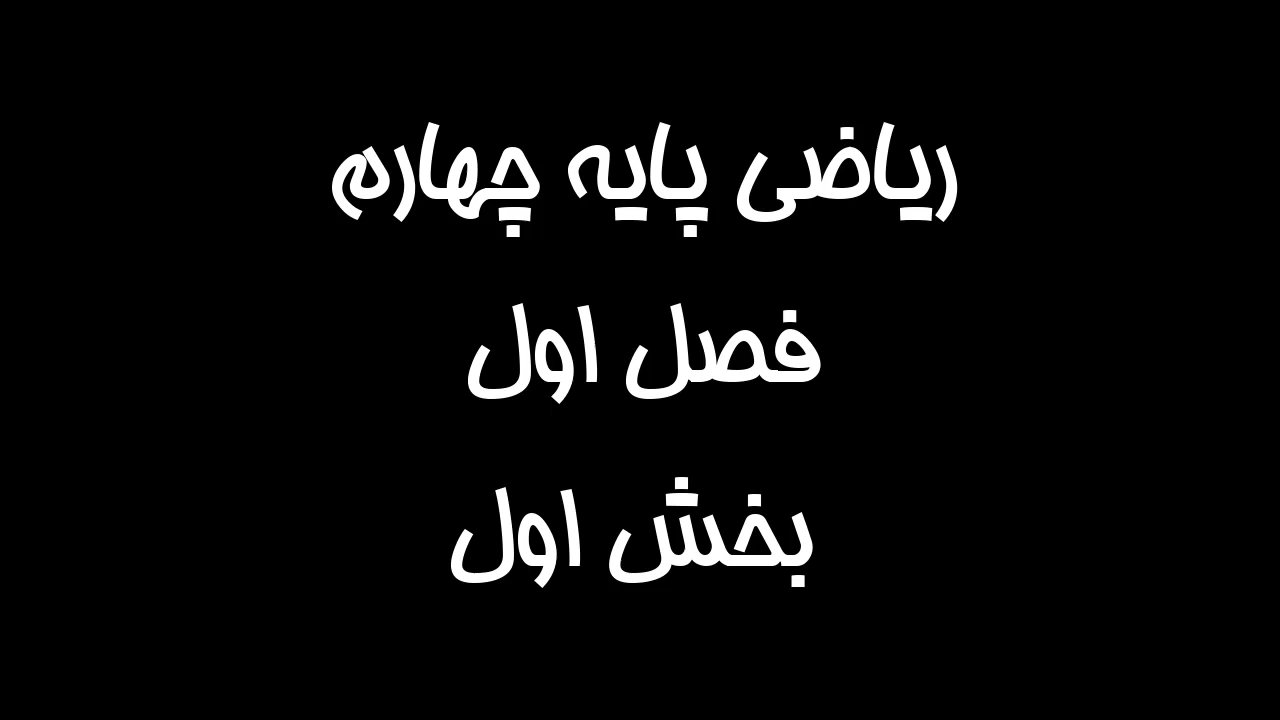 ریاضی پایه چهارم
فصل اول
بخش اول